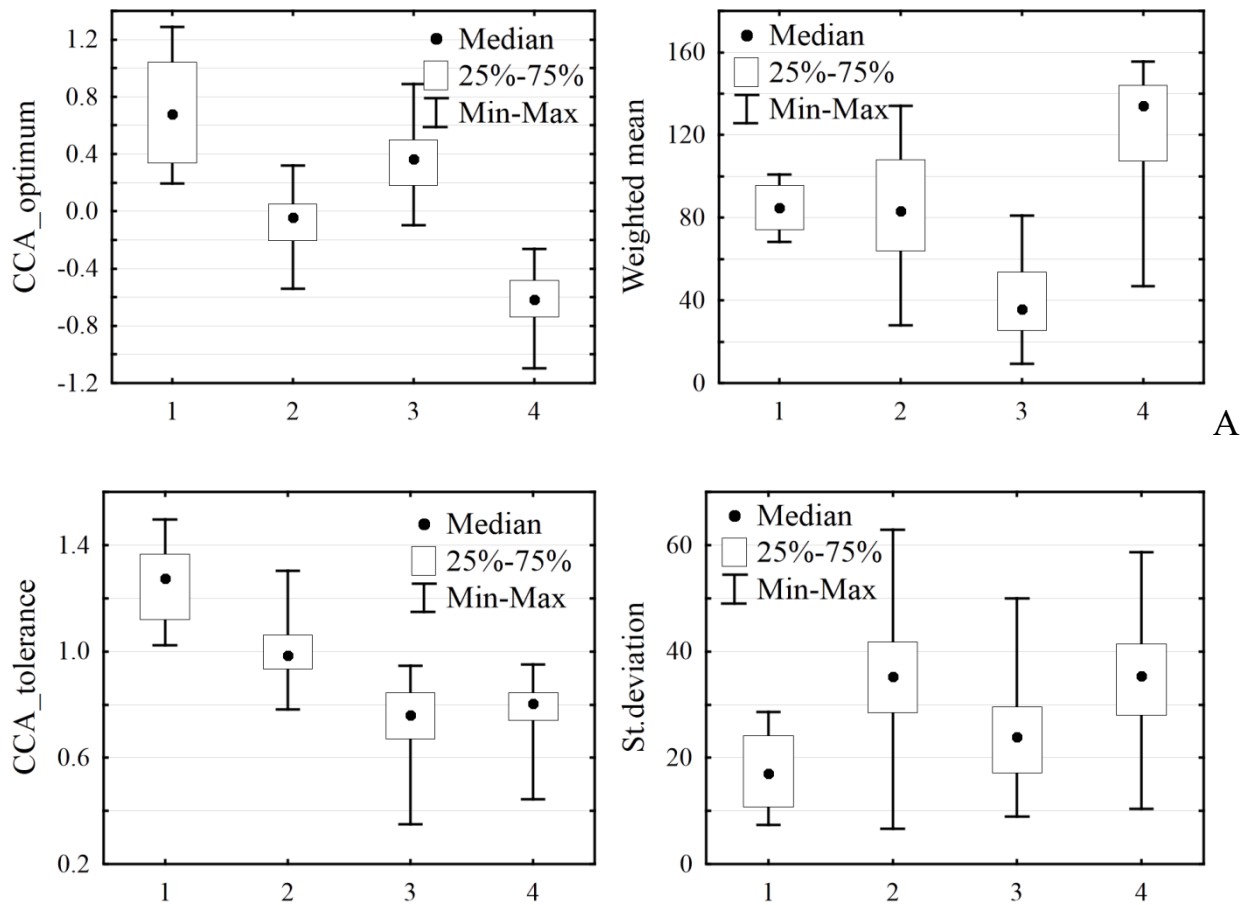 CCA_optimum
1.2
0.8
0.4
0.0
-0.4
-0.8
-1.2
Median
25%-75%
Min-Max
1 2 3 4
Weighted mean
160
120
80
40
0
Median
25%-75%
Min-Max
1 2 3 4
A
CCA_tolerance
1.4
1.0
0.6
0.2
Median
25%-75%
Min-Max
1 2 3 4
St.deviation
60
40
20
0
Median
25%-75%
Min-Max
1 2 3 4